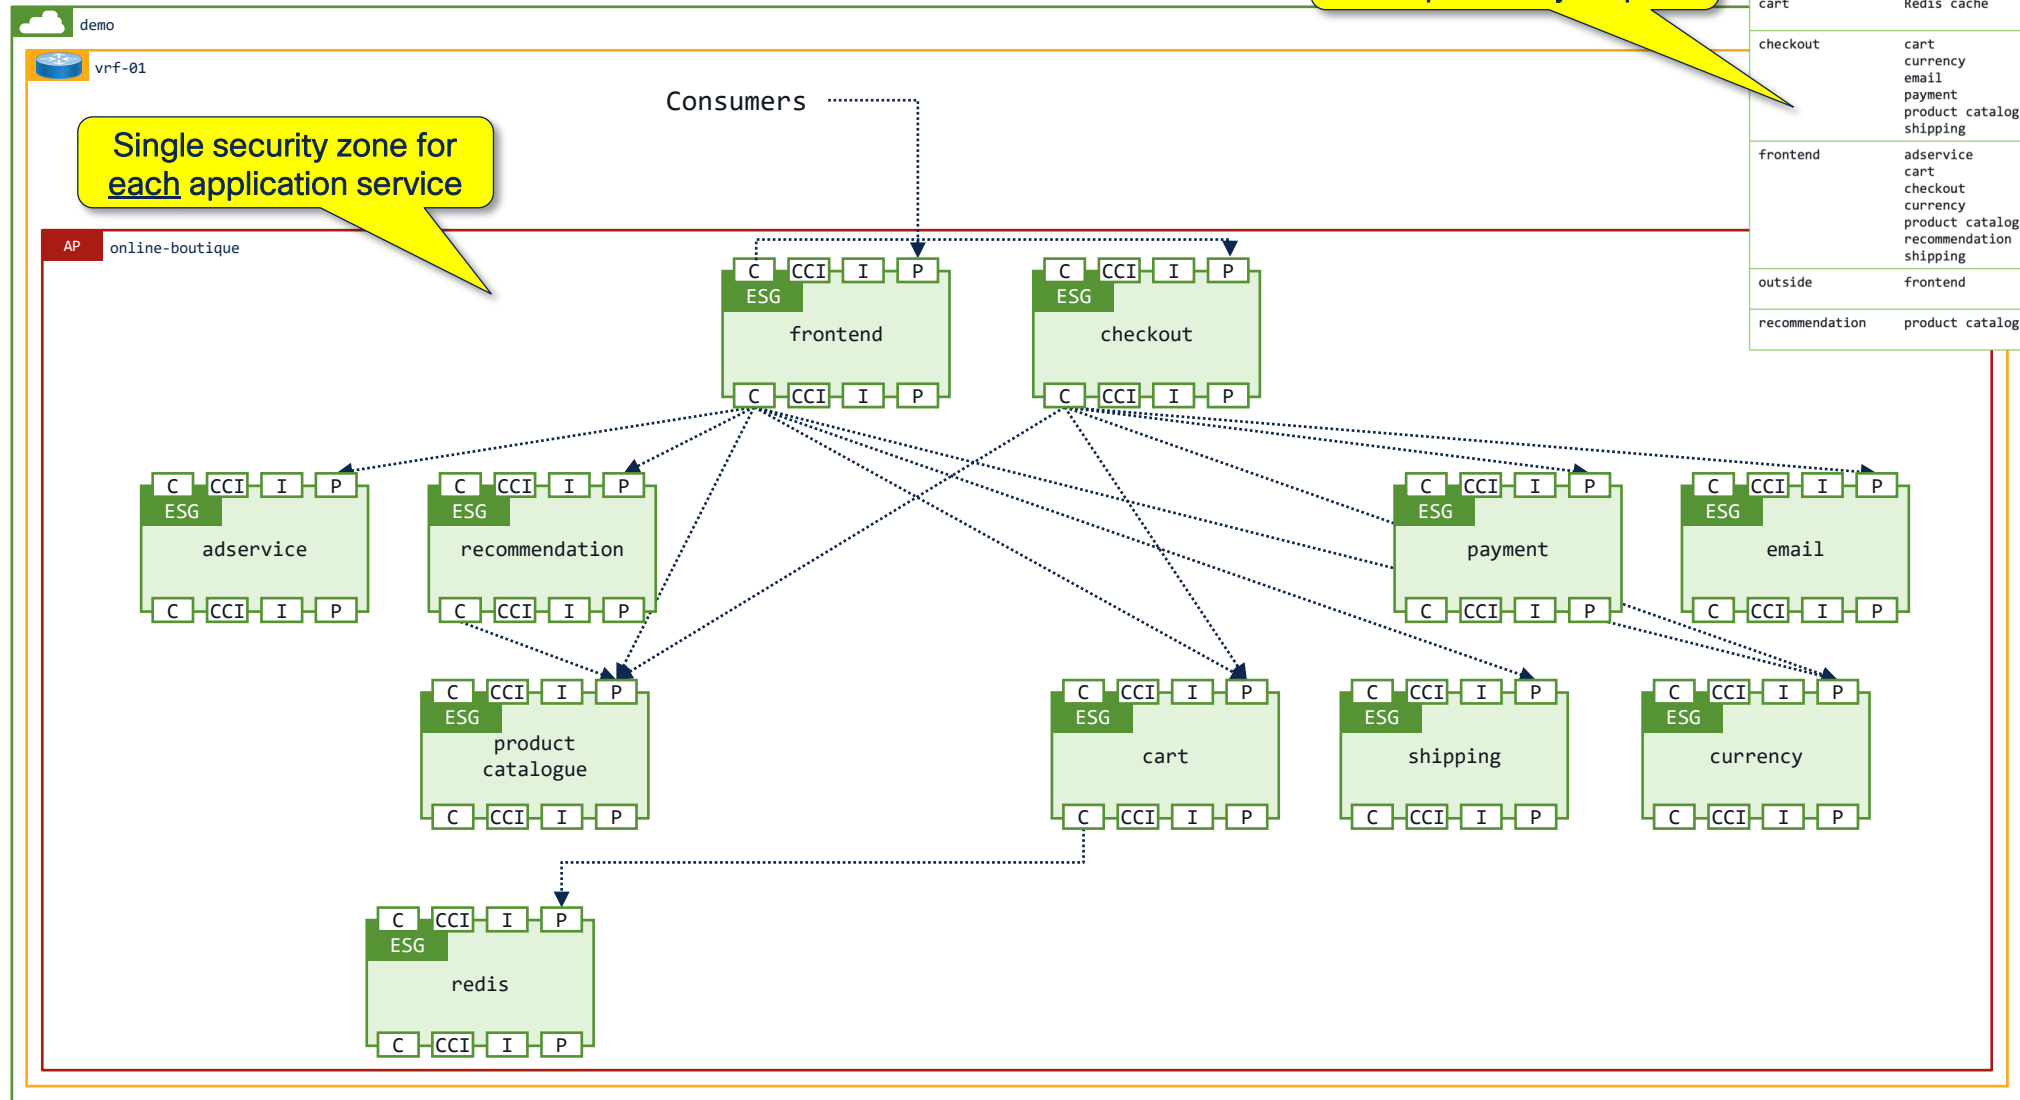 demo
vrf-01
Consumers
Single security zone for
each application service
AP online-boutique
cart Redis cache
checkout cart
currency
email
payment
product catalog
shipping
frontend adservice
cart
checkout
currency
product catalog
recommendation
shipping
outside frontend
recommendation product catalog
C CCI I P
ESG
frontend
C CCI I P
C CCI I P
ESG
checkout
C CCI I P
C CCI I P
ESG
adservice
C CCI I P
C CCI I P
ESG
recommendation
C CCI I P
C CCI I P
ESG
payment
C CCI I P
C CCI I P
ESG
email
C CCI I P
C CCI I P
ESG
product
catalogue
C CCI I P
C CCI I P
ESG
cart
C CCI I P
C CCI I P
ESG
shipping
C CCI I P
C CCI I P
ESG
currency
C CCI I P
C CCI I P
ESG
redis
C CCI I P